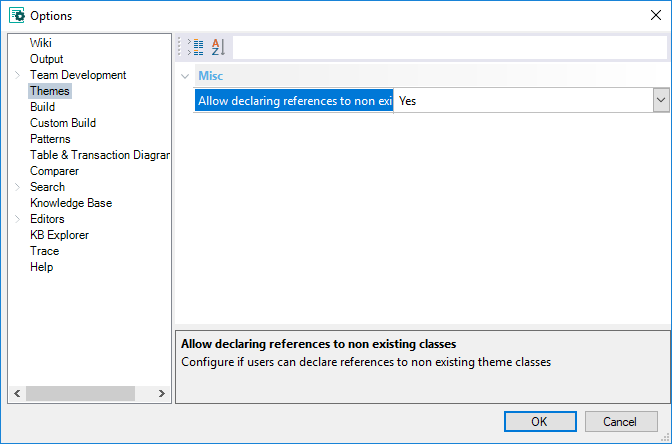 Options
Wiki
Output
Team Development
Themes
Build
Custom Build
Patterns
Table & Transaction Diagrar
Comparer
Search
Knowledge Base
Editors
KB Explorer
Trace
Help
Misc
Allow declaring references to non exi Yes
Allow declaring references to non existing classes
Configure if users can declare references to non existing theme classes
OK Cancel